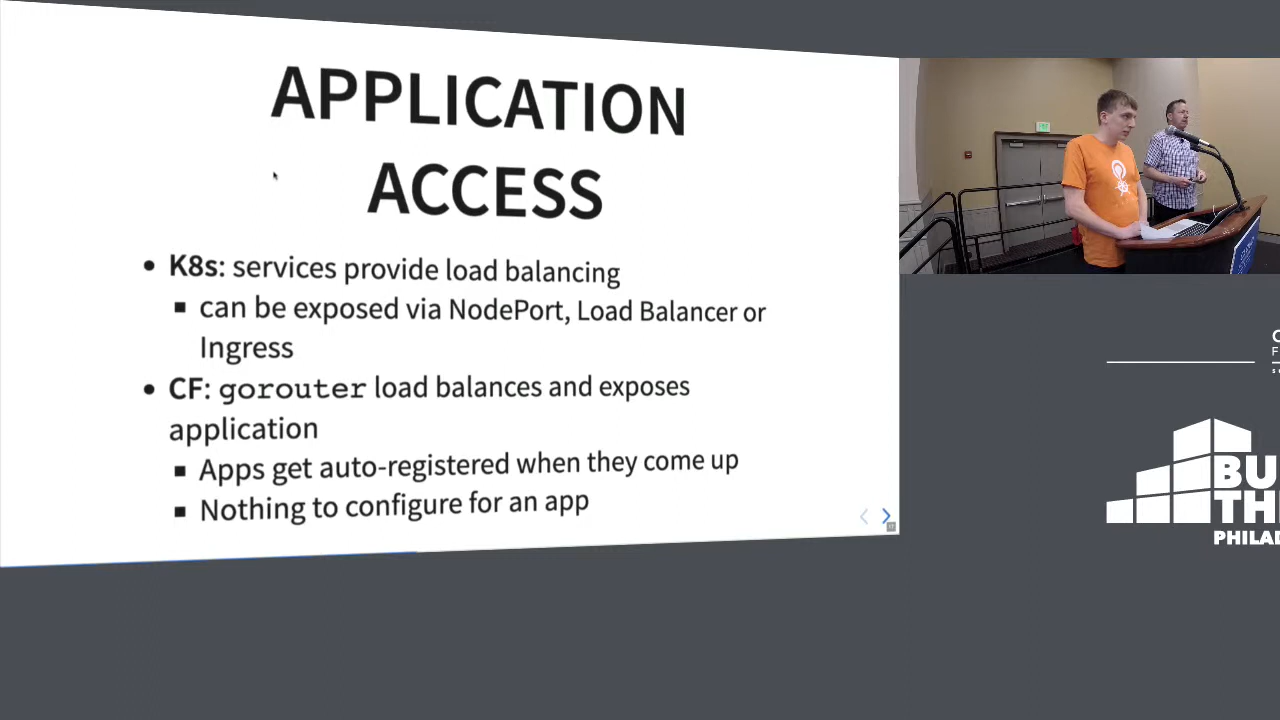 APPLICATION
ACCESS
• K8s: services provide load balancing
▪ can be exposed via NodePort, Load Balancer or
Ingress
• CF: gorouter load balances and exposes
application
▪ Apps get auto-registered when they come up
▪ Nothing to configure for an app
BU
TH
PHILAD